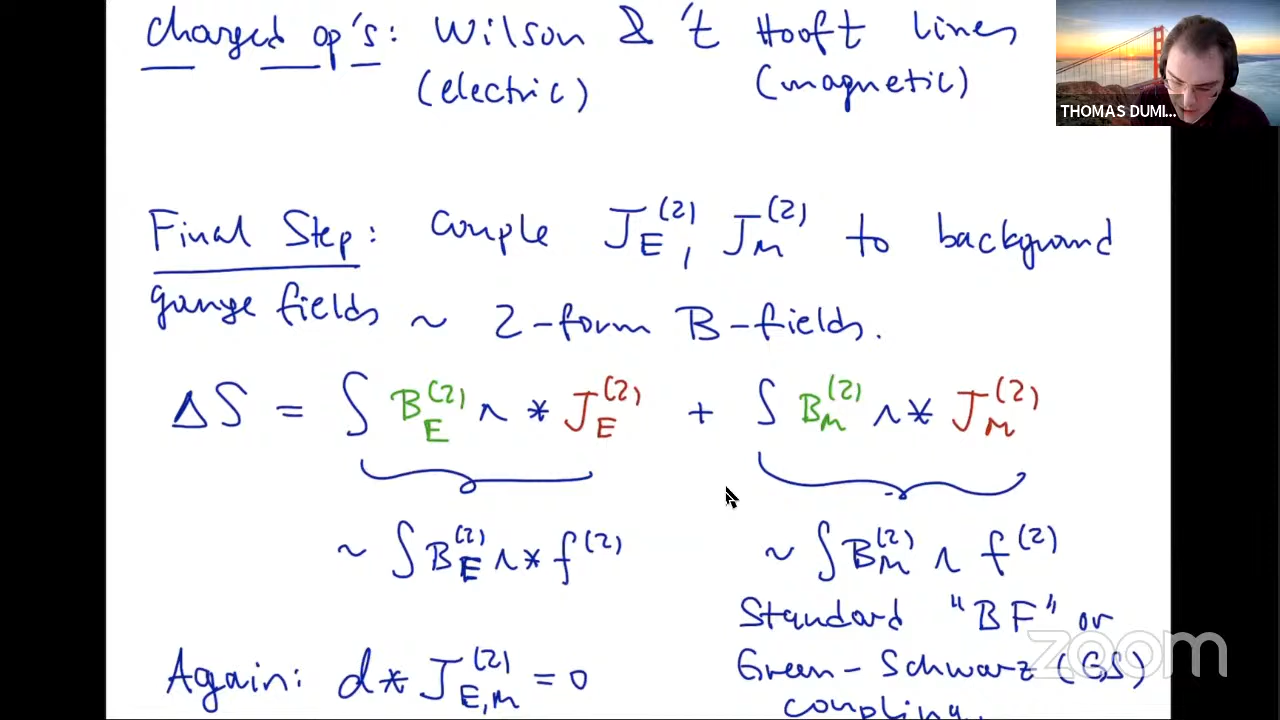 charged op's: Wilson & 't Hooft lines
(electric) (magnetic)
THOMAS DUMI...
Final Step: couple J_E^(2), J_M^(2) to background
gauge fields ~ 2-form B-fields.
ΔS = ∫ B_E^(2) ∧ * J_E^(2) + ∫ B_M^(2) ∧ * J_M^(2)
~ ∫ B_E^(2) ∧ * f^(2) ~ ∫ B_M^(2) ∧ f^(2)
Standard "BF" or
Green-Schwarz (GS)
coupling.
Again: d * J_E,M^(2) = 0
zoom